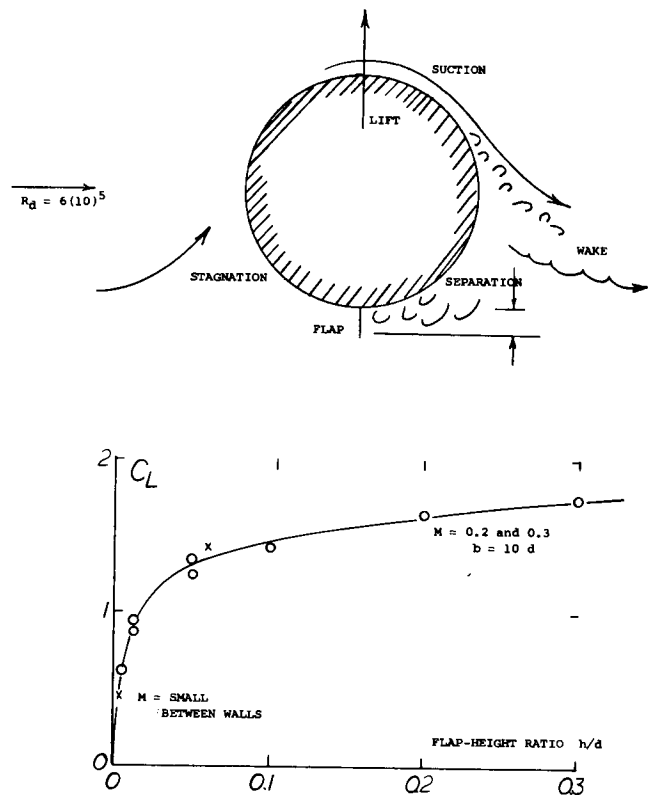 SUCTION
LIFT
R_d = 6(10)^5
WAKE
STAGNATION
SEPARATION
FLAP
2
C_L
M = 0.2 and 0.3
b = 10 d
1
M = SMALL
BETWEEN WALLS
FLAP-HEIGHT RATIO h/d
0
0 0.1 0.2 0.3